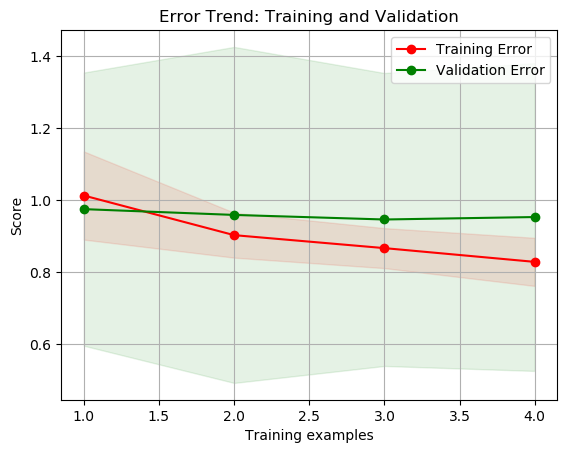 Error Trend: Training and Validation
Training Error
Validation Error
Score
1.4
1.2
1.0
0.8
0.6
1.0
1.5
2.0
2.5
3.0
3.5
4.0
Training examples